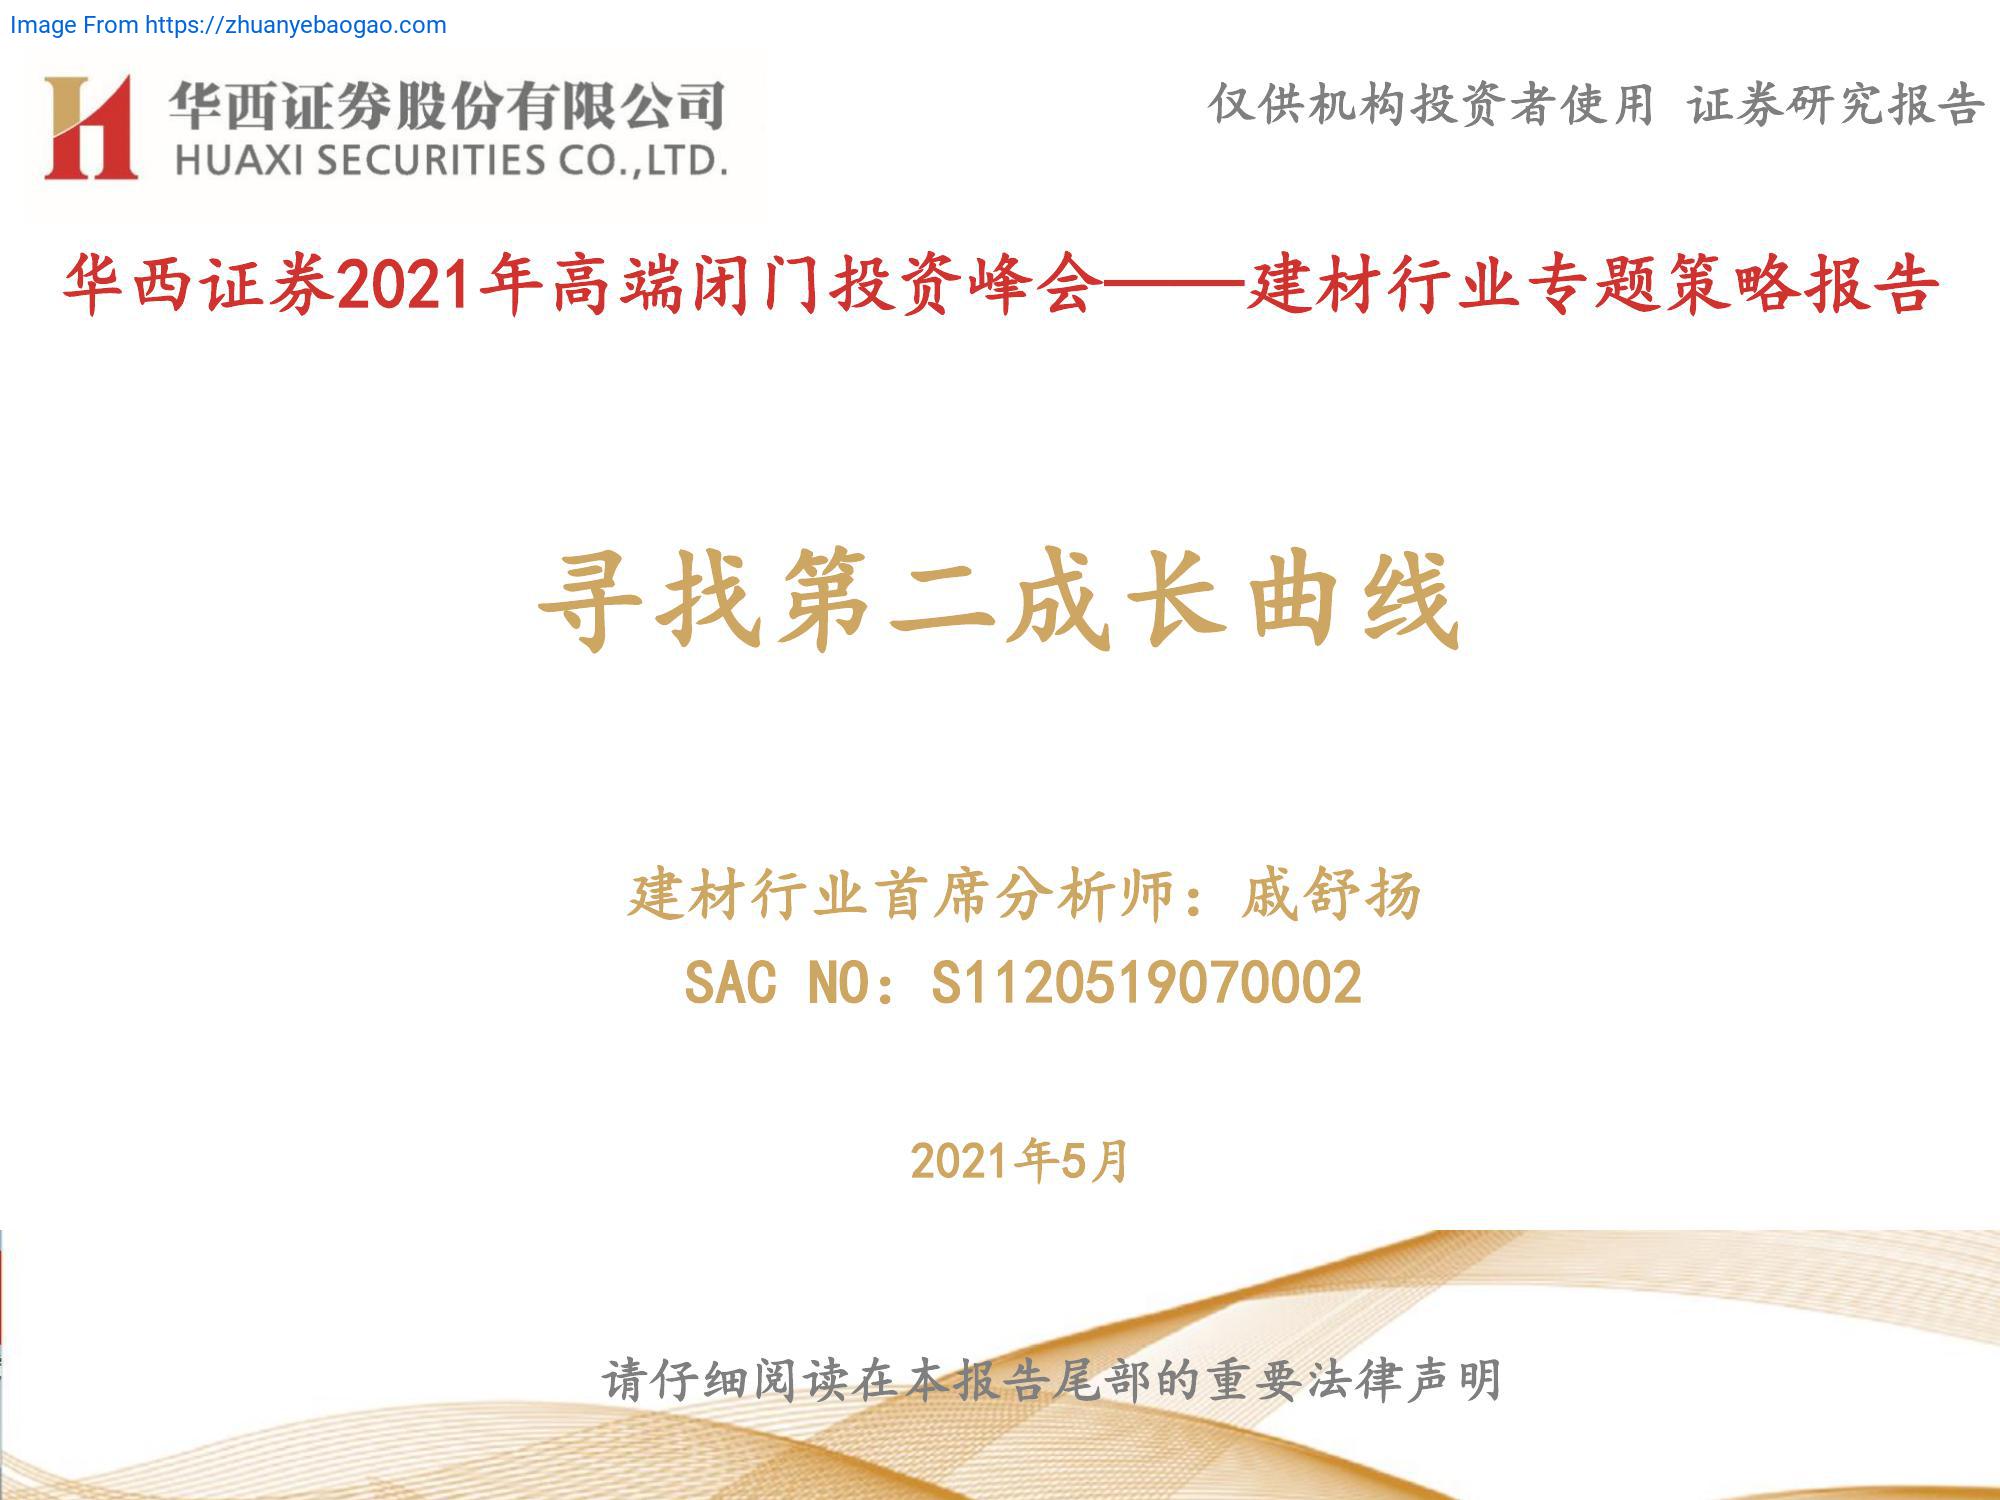 Image From https://zhuanyebaogao.com
华西证券股份有限公司
HUAXI SECURITIES CO.,LTD.
仅供机构投资者使用 证券研究报告
华西证券2021年高端闭门投资峰会——建材行业专题策略报告
寻找第二成长曲线
建材行业首席分析师：戚舒扬
SAC NO：S1120519070002
2021年5月
请仔细阅读在本报告尾部的重要法律声明